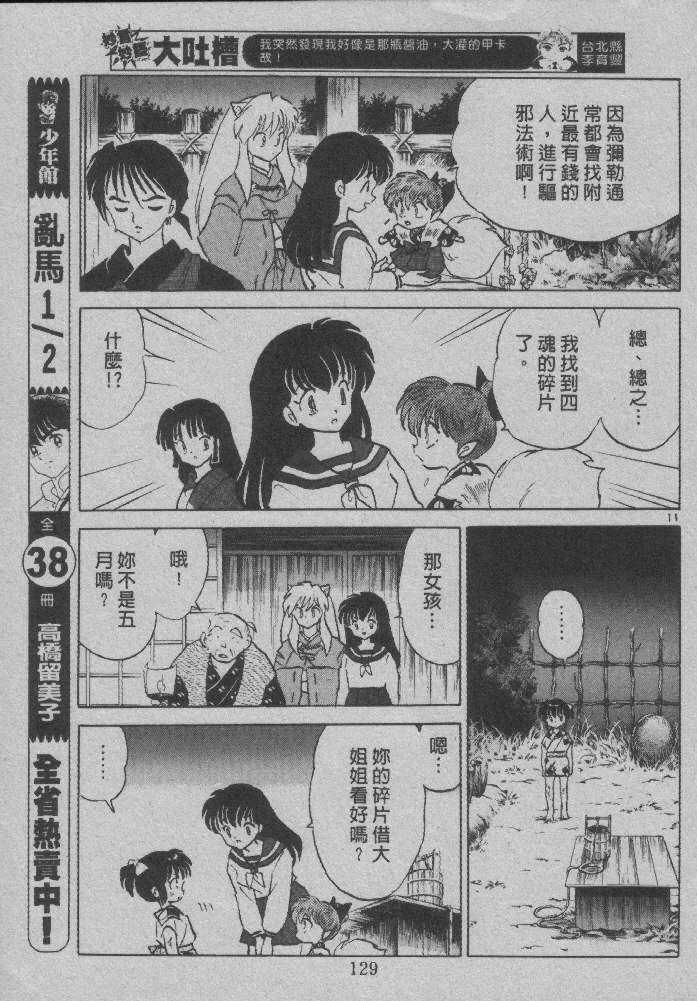 大吐槽
我突然發現我好像是那瓶醬油，大灌的甲卡
故！
台北縣
李育豐
少年館
亂馬1/2
全
38
冊
高橋留美子
全省熱賣中！
因為彌勒通
常都會找附
近最有錢的
人，進行驅
邪法術啊！
總、總之…
我找到四
魂的碎片
了。
什麼!?
11
……
那女孩…
哦！
妳不是五
月嗎？
嗯…
妳的碎片借大
姐姐看好嗎？
……
129